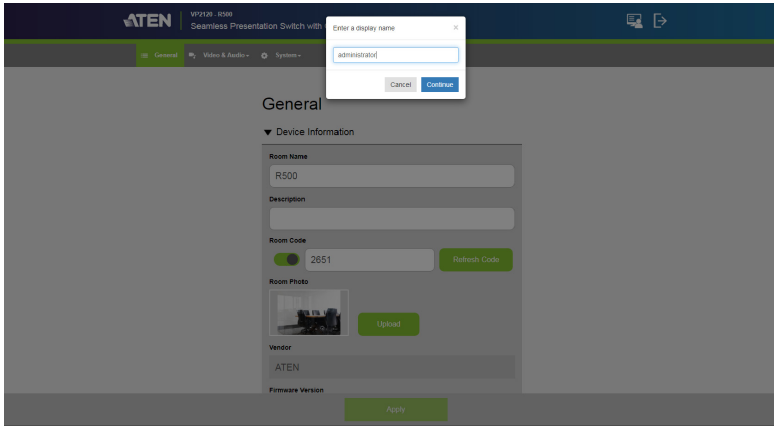 ATEN
VP2120 - R500
Seamless Presentation Switch with
Enter a display name
×
administrator
Cancel
Continue
General
Video & Audio
System
General
Device Information
Room Name
R500
Description
Room Code
2651
Refresh Code
Room Photo
Upload
Vendor
ATEN
Firmware Version
Apply